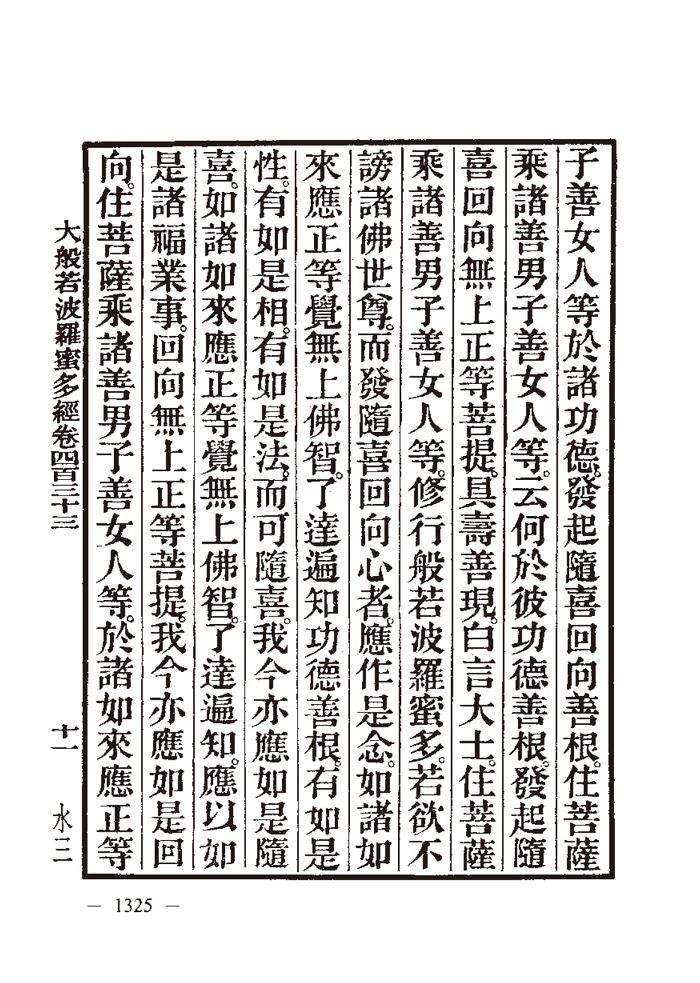 子善女人等於諸功德。發起隨喜回向善根。住菩薩
乘諸善男子善女人等。云何於彼功德善根。發起隨
喜回向無上正等菩提。具壽善現。白言大士。住菩薩
乘諸善男子善女人等。修行般若波羅蜜多。若欲不
謗諸佛世尊。而發隨喜回向心者。應作是念。如諸如
來應正等覺無上佛智。了達遍知功德善根。有如是
性。有如是相。有如是法。而可隨喜。我今亦應如是隨
喜。如諸如來應正等覺無上佛智。了達遍知。應以如
是諸福業事。回向無上正等菩提。我今亦應如是回
向。住菩薩乘諸善男子善女人等。於諸如來應正等
大般若波羅蜜多經卷四百三十三 十一 水三
— 1325 —